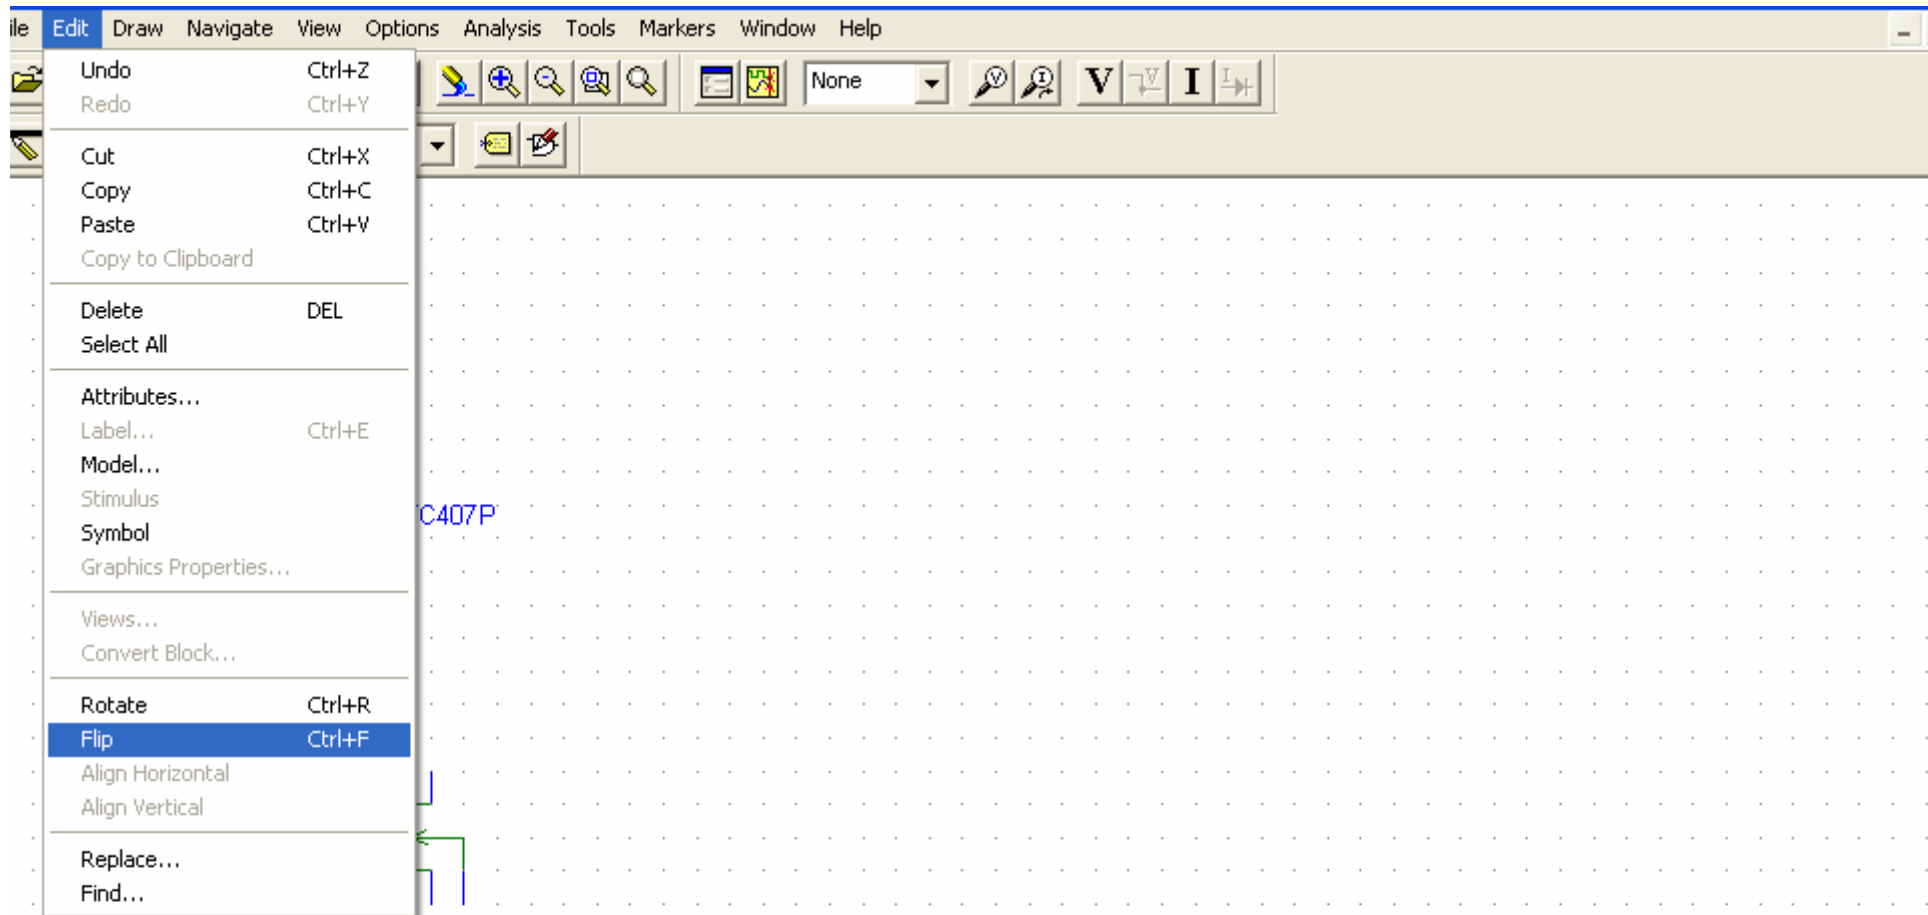 ile Edit Draw Navigate View Options Analysis Tools Markers Window Help
Undo Ctrl+Z
Redo Ctrl+Y
None
V V I I
Cut Ctrl+X
Copy Ctrl+C
Paste Ctrl+V
Copy to Clipboard
Delete DEL
Select All
Attributes...
Label... Ctrl+E
Model...
Stimulus
C407P
Symbol
Graphics Properties...
Views...
Convert Block...
Rotate Ctrl+R
Flip Ctrl+F
Align Horizontal
Align Vertical
Replace...
Find...